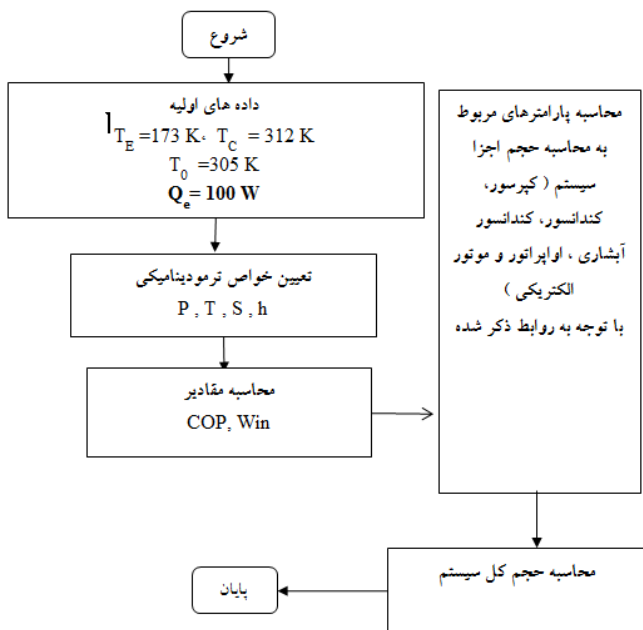 شروع
داده های اولیه
T_E =173 K، T_C = 312 K
T_0 =305 K
Q_e= 100 W
تعیین خواص ترمودینامیکی
P , T , S , h
محاسبه مقادیر
COP, Win
محاسبه پارامترهای مربوط
به محاسبه حجم اجزا
سیستم ( کپرسور،
کندانسور، کندانسور
آبشاری ، اواپراتور و موتور
الکتریکی )
با توجه به روابط ذکر شده
محاسبه حجم کل سیستم
پایان